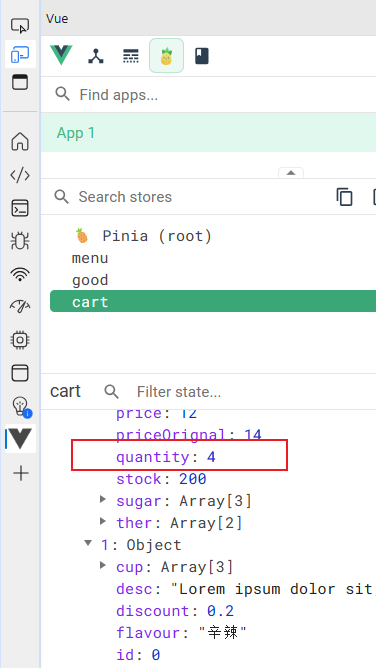 Vue
Find apps...
App 1
Search stores
Pinia (root)
menu
good
cart
cart
Filter state...
price: 12
priceOrignal: 14
quantity: 4
stock: 200
sugar: Array[3]
ther: Array[2]
1: Object
cup: Array[3]
desc: "Lorem ipsum dolor sit
discount: 0.2
flavour: "辛辣"
id: 0